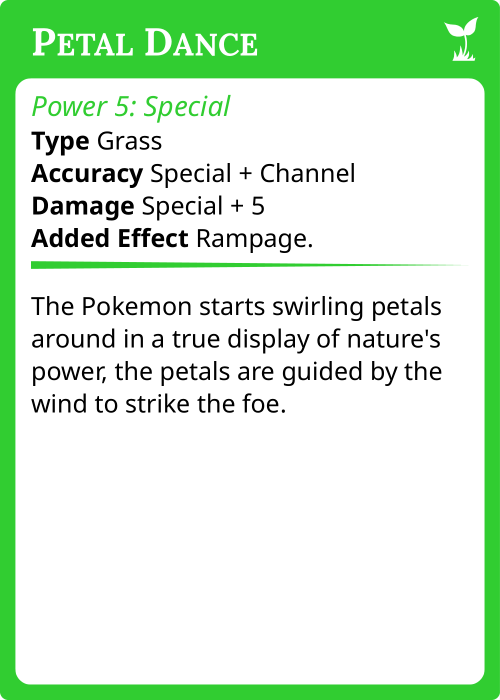 Petal Dance
Power 5: Special
Type Grass
Accuracy Special + Channel
Damage Special + 5
Added Effect Rampage.
The Pokemon starts swirling petals
around in a true display of nature's
power, the petals are guided by the
wind to strike the foe.